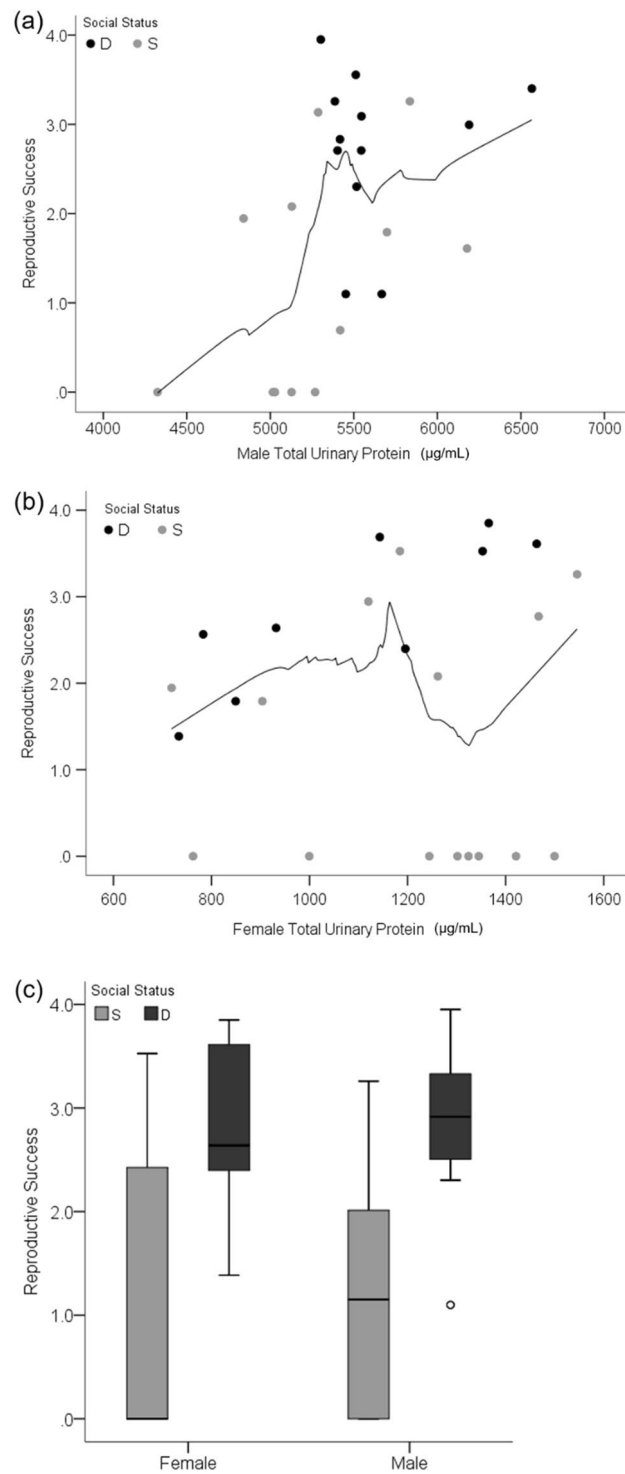 (a)
Social Status
D S
4.0
3.0
2.0
1.0
.0
Reproductive Success
4000 4500 5000 5500 6000 6500 7000
Male Total Urinary Protein (µg/mL)
(b)
Social Status
D S
4.0
3.0
2.0
1.0
.0
Reproductive Success
600 800 1000 1200 1400 1600
Female Total Urinary Protein (µg/mL)
(c)
Social Status
S D
4.0
3.0
2.0
1.0
.0
Reproductive Success
Female Male